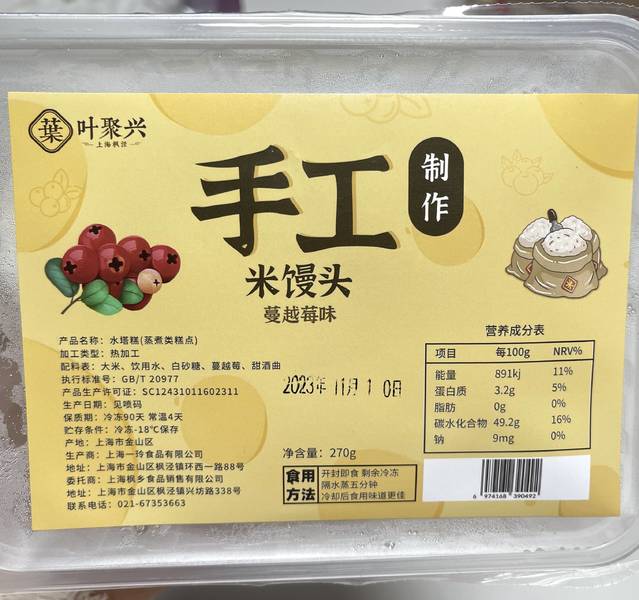 葉 叶聚兴
上海枫泾
手工
制作
米馒头
蔓越莓味
产品名称：水塔糕(蒸煮类糕点)
加工类型：热加工
配料表：大米、饮用水、白砂糖、蔓越莓、甜酒曲
执行标准号：GB/T 20977
产品生产许可证：SC12431011602311
生产日期：见喷码
保质期：冷冻90天 常温4天
贮存条件：冷冻-18℃保存
产地：上海市金山区
生产商：上海一玲食品有限公司
地址：上海市金山区枫泾镇环西一路88号
委托商：上海枫乡食品销售有限公司
地址：上海市金山区枫泾镇兴坊路338号
联系电话：021-67353663
2023年 11月 10日
净含量：270g
食用方法
开封即食 剩余冷冻
隔水蒸五分钟
冷却后食用味道更佳
米
营养成分表
项目 每100g NRV%
能量 891kj 11%
蛋白质 3.2g 5%
脂肪 0g 0%
碳水化合物 49.2g 16%
钠 9mg 0%
6 974168 390492